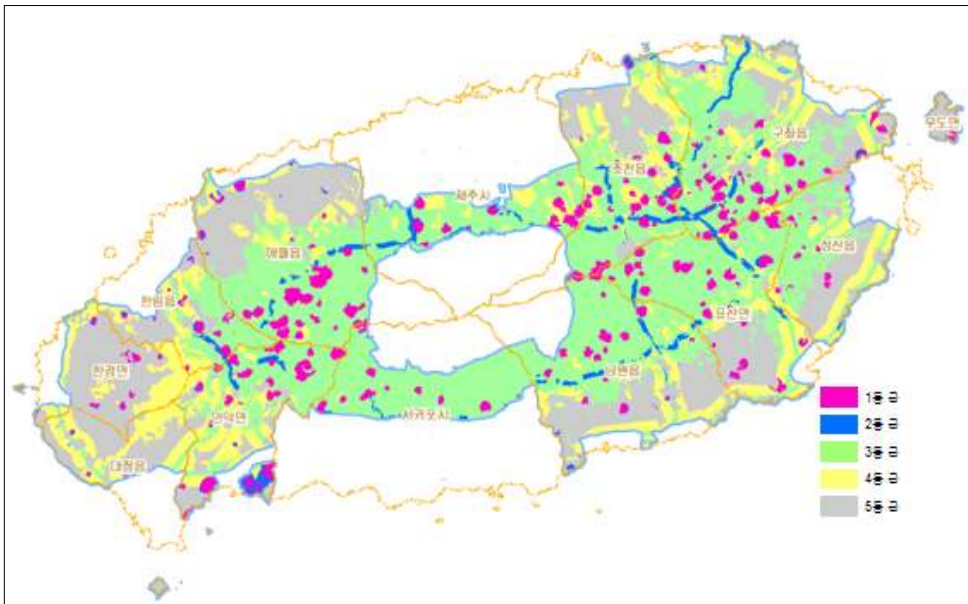 우도면
구좌읍
조천읍
제주시
성산읍
애월읍
한림읍
표선면
한경면
남원읍
안덕면
서귀포시
대정읍
1등급
2등급
3등급
4등급
5등급